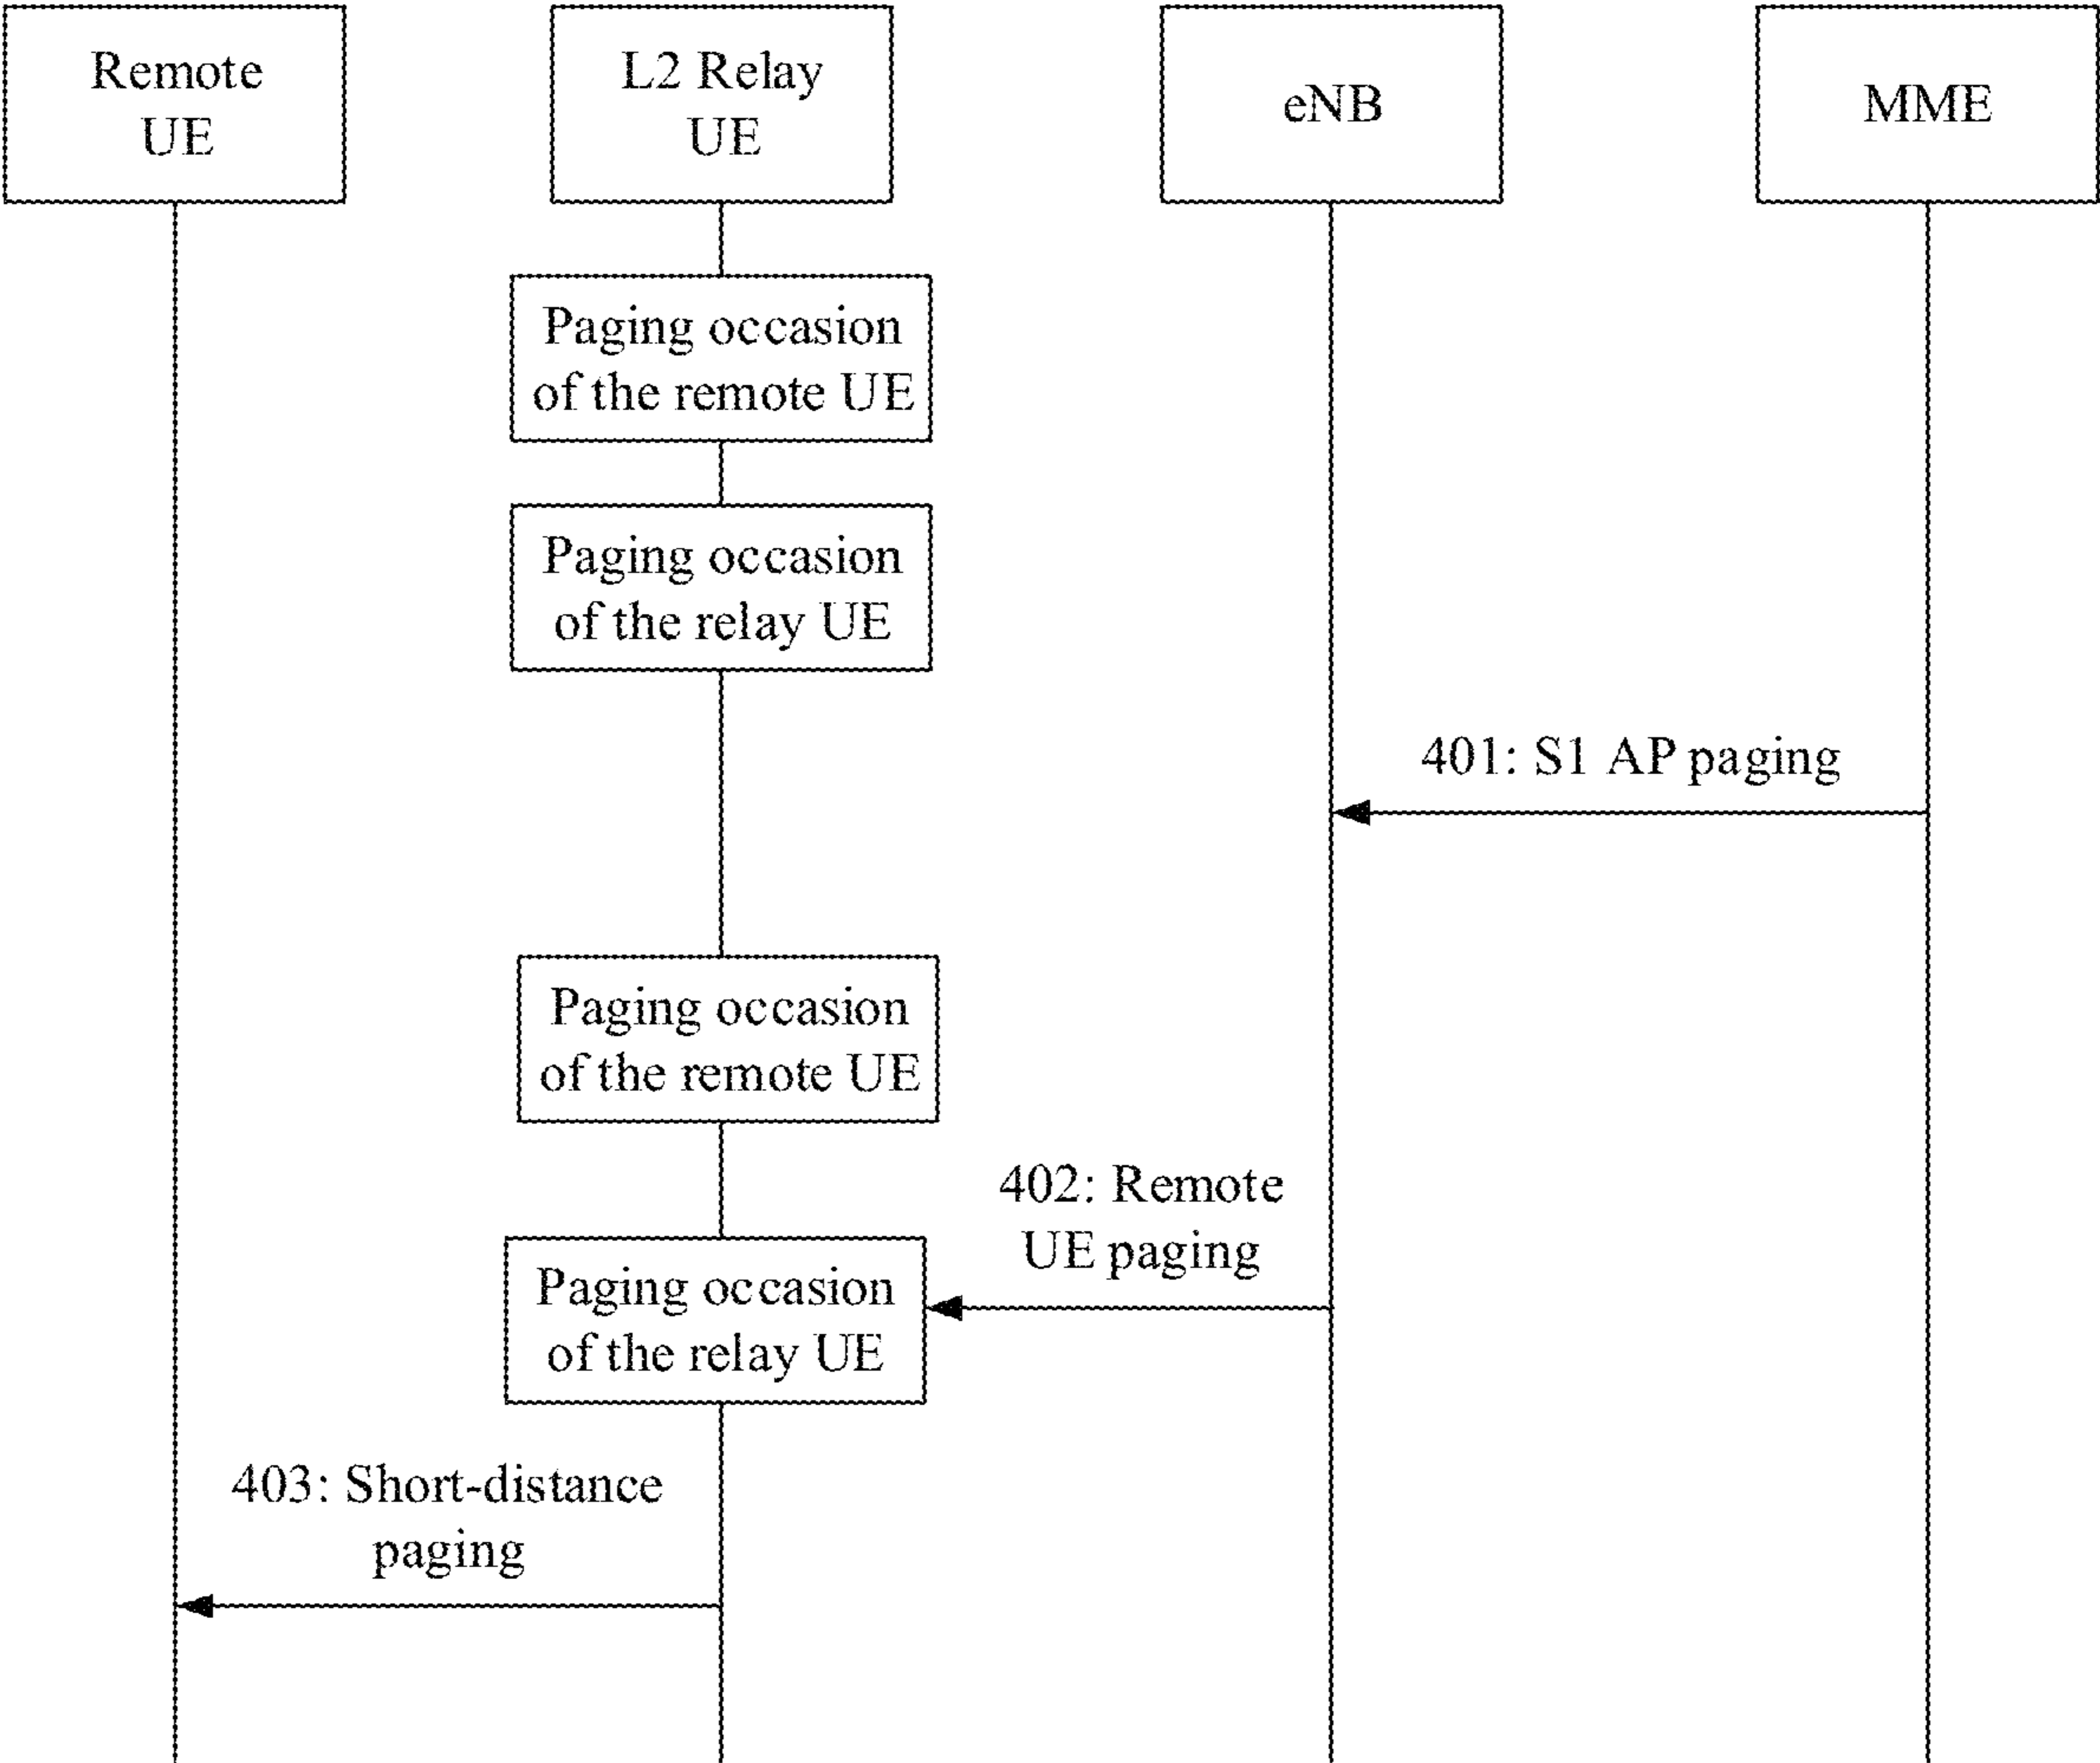 Remote
UE
L2 Relay
UE
eNB
MME
Paging occasion
of the remote UE
Paging occasion
of the relay UE
401: S1 AP paging
Paging occasion
of the remote UE
402: Remote
UE paging
Paging occasion
of the relay UE
403: Short-distance
paging